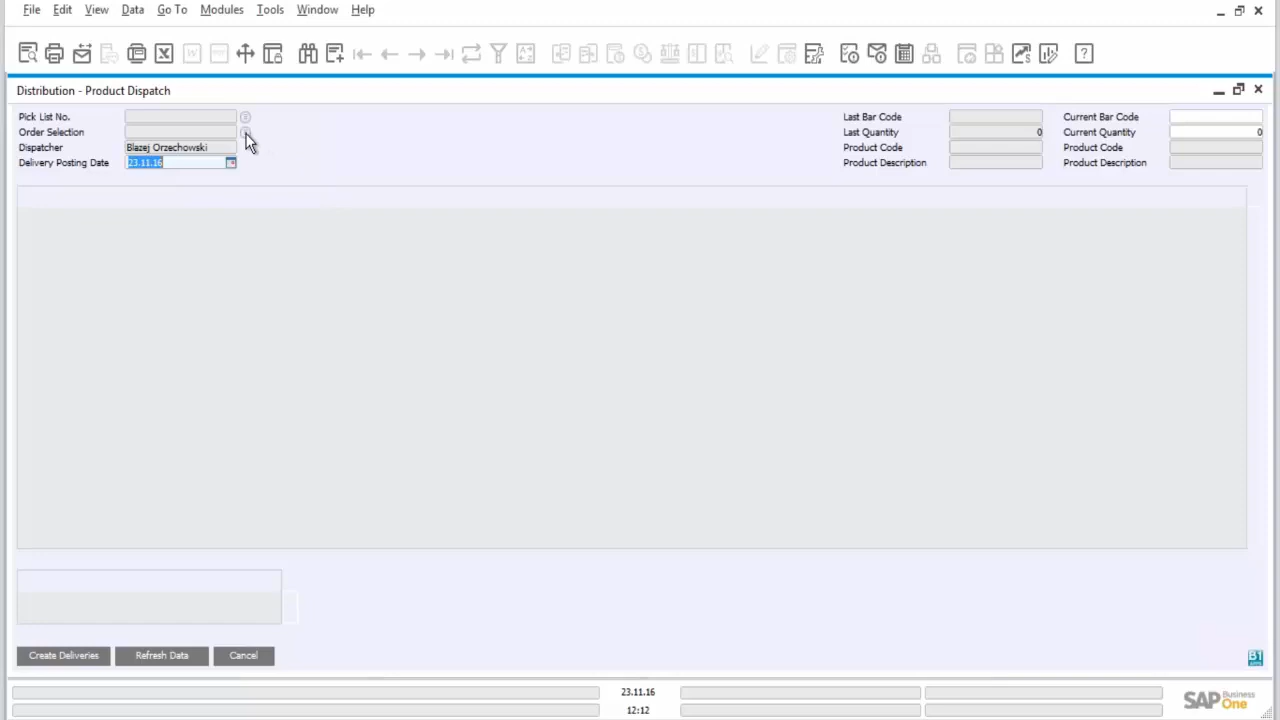 File Edit View Data Go To Modules Tools Window Help
Distribution - Product Dispatch
Pick List No. Last Bar Code Current Bar Code
Order Selection Last Quantity 0 Current Quantity 0
Dispatcher Blazej Orzechowski Product Code Product Code
Delivery Posting Date 23.11.16 Product Description Product Description
Create Deliveries Refresh Data Cancel
B1
23.11.16
12:12
SAP Business One